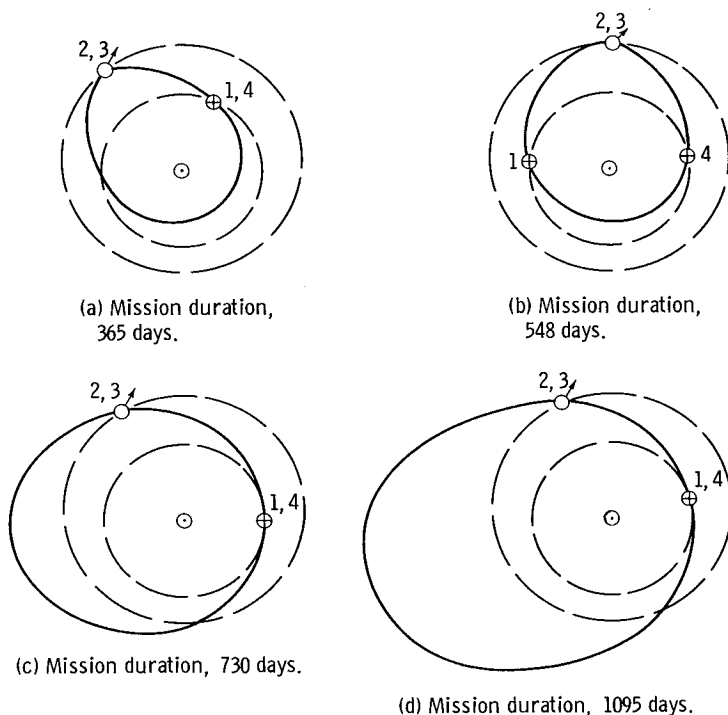 2, 3
1, 4
(a) Mission duration,
365 days.
2, 3
1
4
(b) Mission duration,
548 days.
2, 3
1, 4
(c) Mission duration, 730 days.
2, 3
1, 4
(d) Mission duration, 1095 days.